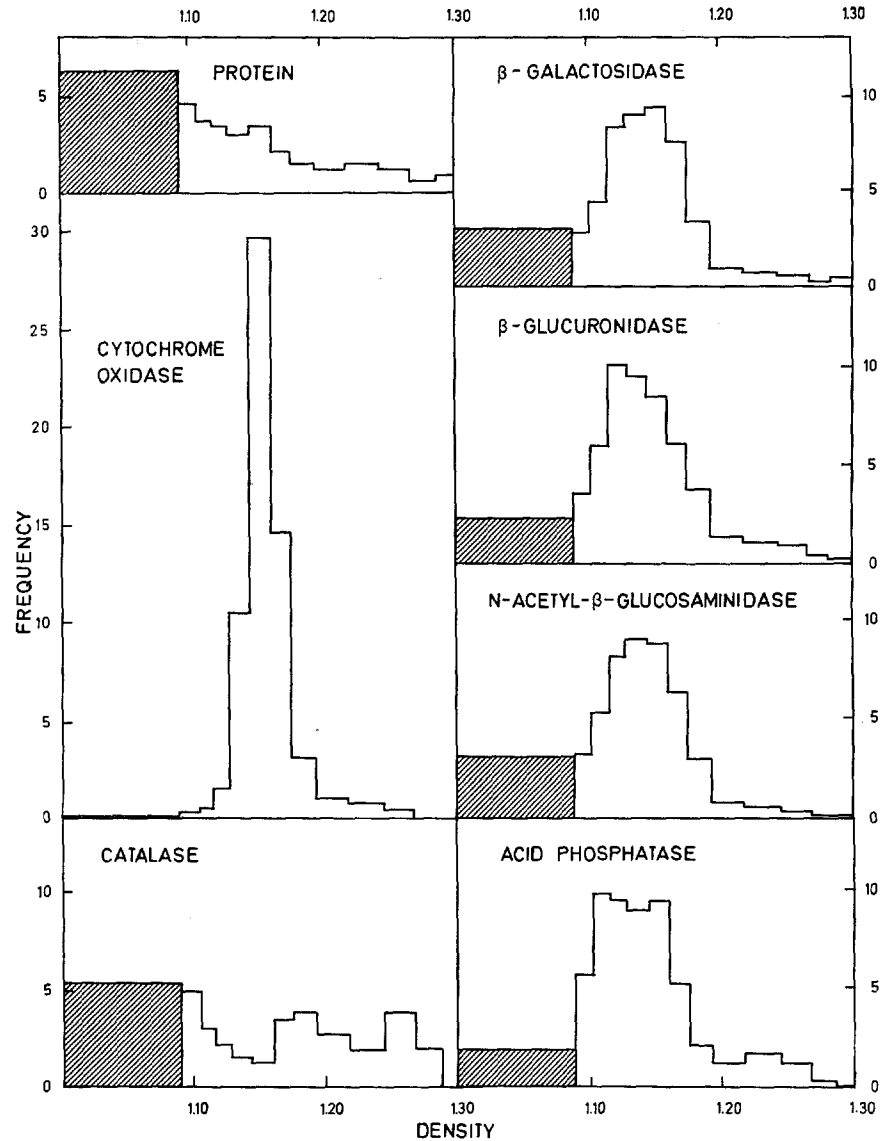 1.10 1.20 1.30 1.10 1.20 1.30
PROTEIN
5
0
β-GALACTOSIDASE
10
5
0
CYTOCHROME
OXIDASE
30
25
20
15
10
5
0
FREQUENCY
β-GLUCURONIDASE
10
5
0
N-ACETYL-β-GLUCOSAMINIDASE
10
5
0
CATALASE
10
5
0
ACID PHOSPHATASE
10
5
0
1.10 1.20 1.30 1.10 1.20 1.30
DENSITY